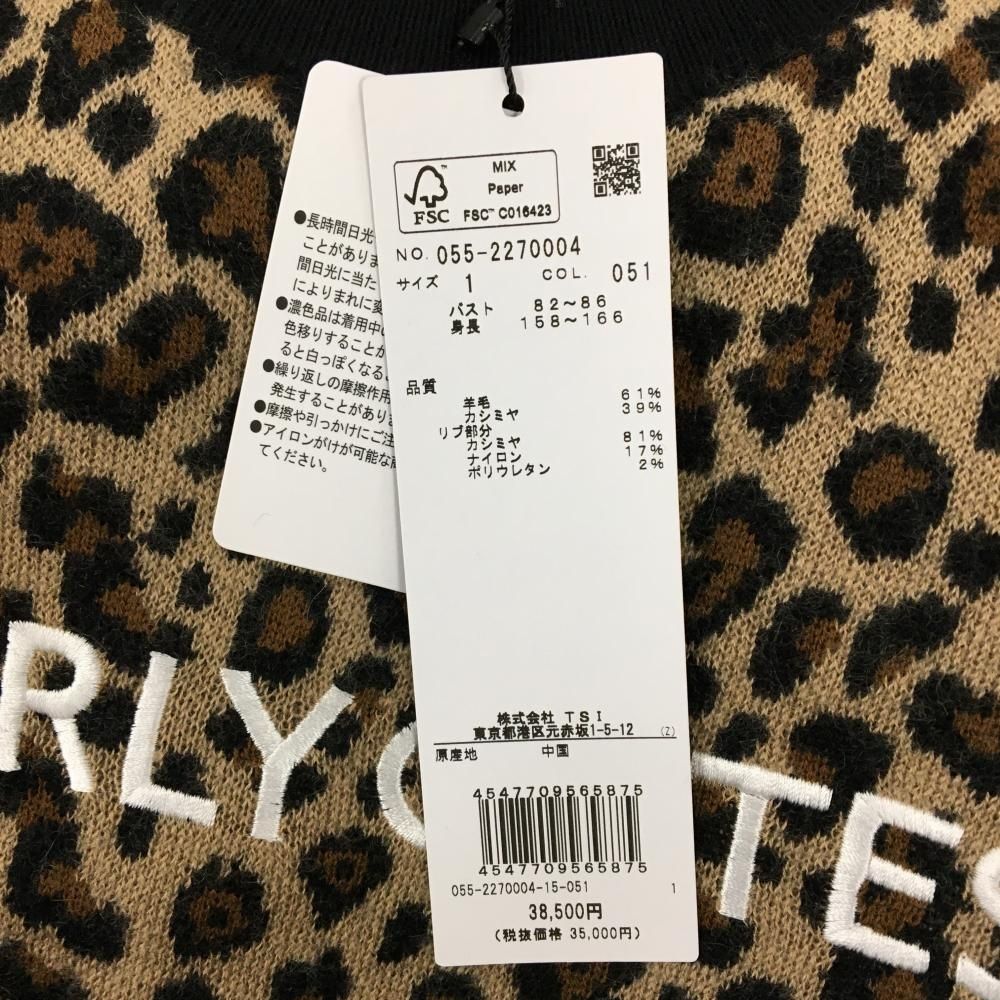 MIX
Paper
FSC™ C016423
FSC
NO. 055-2270004
サイズ 1 COL. 051
バスト 82～86
身長 158～166
品質
羊毛 61%
カシミヤ 39%
リブ部分
カシミヤ 81%
ナイロン 17%
ポリウレタン 2%
株式会社 TSI
東京都港区元赤坂1-5-12 (Z)
原産地 中国
4547709565875
4547709565875
055-2270004-15-051 1
38,500円
(税抜価格 35,000円)
●長時間日光
ことがありま
間日光に当た
によりまれに変
●濃色品は着用中
色移りすることが
ると白っぽくなる
●繰り返しの摩擦作用
発生することがありま
●摩擦や引っかけにご注
●アイロンがけが可能な
てください。
RLY
TES